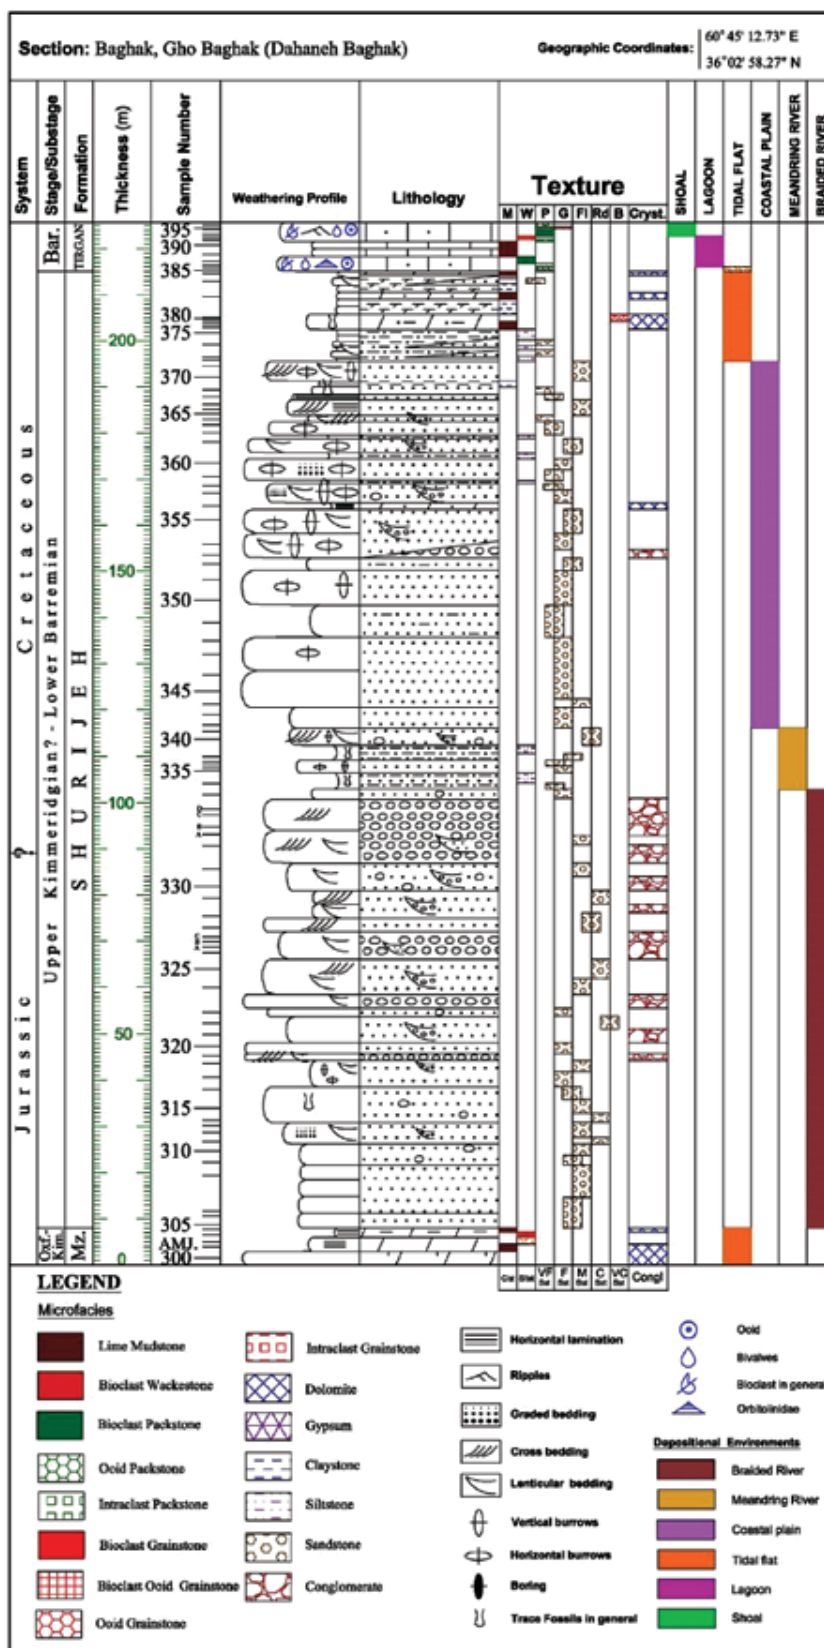 Section: Baghak, Gho Baghak (Dahaneh Baghak)
Geographic Coordinates:
60° 45' 12.73" E
36° 02' 58.27" N
System
Stage/Substage
Formation
Thickness (m)
Sample Number
Weathering Profile
Lithology
Texture
M W P G Fl Rd B Cryst.
SHOAL
LAGOON
TIDAL FLAT
COASTAL PLAIN
MEANDRING RIVER
BRAIDED RIVER
Jurassic ? Cretaceous
Oxf.-Kim.
Upper Kimmeridgian? - Lower Barremian
Bar.
Mz.
SHURIJEH
TIRGAN
200
150
100
50
0
395
390
385
380
375
370
365
360
355
350
345
340
335
330
325
320
315
310
305
AMJ.
300
VF
F
M
C
VC
Congl
LEGEND
Microfacies
Lime Mudstone
Bioclast Wackestone
Bioclast Packstone
Ooid Packstone
Intraclast Packstone
Bioclast Grainstone
Bioclast Ooid Grainstone
Ooid Grainstone
Intraclast Grainstone
Dolomite
Gypsum
Claystone
Siltstone
Sandstone
Conglomerate
Horizontal lamination
Ripples
Graded bedding
Cross bedding
Lenticular bedding
Vertical burrows
Horizontal burrows
Boring
Trace Fossils in general
Ooid
Bivalves
Bioclast in general
Orbitolinidae
Depositional Environments
Braided River
Meandring River
Coastal plain
Tidal flat
Lagoon
Shoal